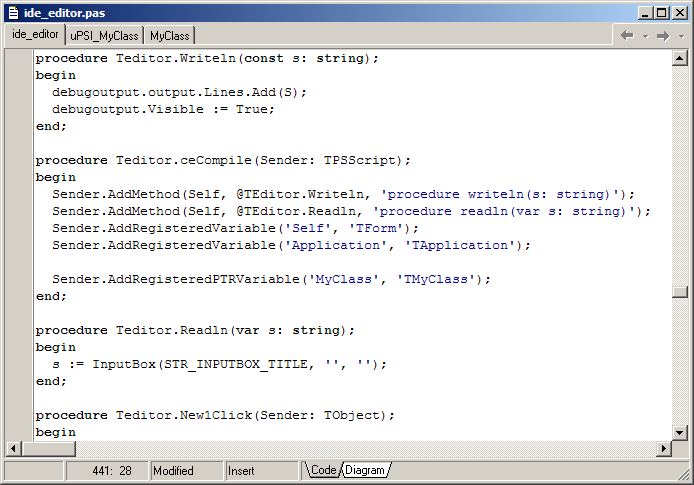 ide_editor.pas
ide_editor uPSI_MyClass MyClass
procedure Teditor.Writeln(const s: string);
begin
  debugoutput.output.Lines.Add(S);
  debugoutput.Visible := True;
end;

procedure Teditor.ceCompile(Sender: TPSScript);
begin
  Sender.AddMethod(Self, @TEditor.Writeln, 'procedure writeln(s: string)');
  Sender.AddMethod(Self, @TEditor.Readln, 'procedure readln(var s: string)');
  Sender.AddRegisteredVariable('Self', 'TForm');
  Sender.AddRegisteredVariable('Application', 'TApplication');

  Sender.AddRegisteredPTRVariable('MyClass', 'TMyClass');
end;

procedure Teditor.Readln(var s: string);
begin
  s := InputBox(STR_INPUTBOX_TITLE, '', '');
end;

procedure Teditor.New1Click(Sender: TObject);
begin
441: 28 Modified Insert Code Diagram